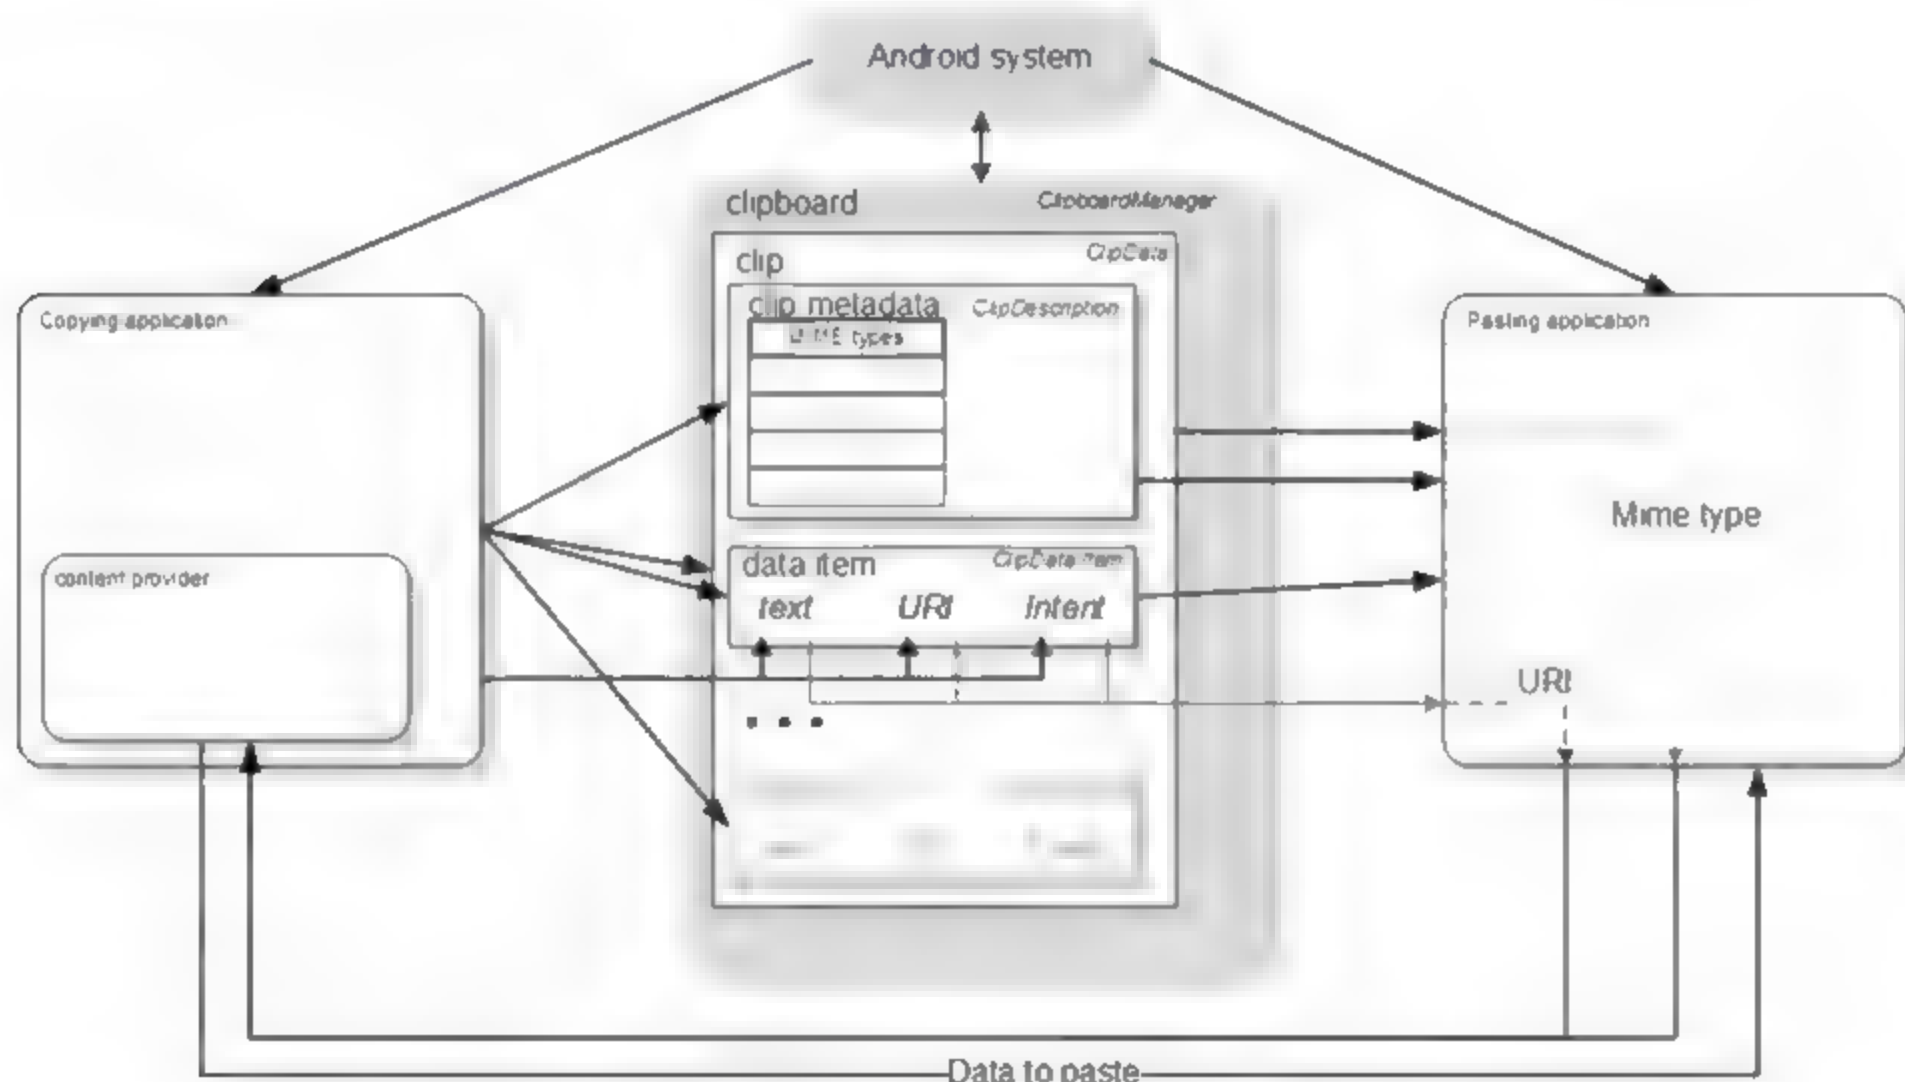 Android system
clipboard
ClipboardManager
clip
ClipData
clip metadata
ClipDescription
types
Copying application
Pasting application
Mime type
content provider
data item
ClipData.Item
text
URI
Intent
URI
Data to paste